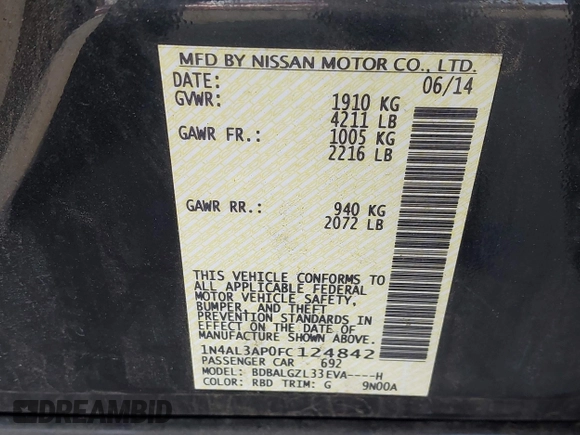 MFD BY NISSAN MOTOR CO., LTD.
DATE: 06/14
GVWR: 1910 KG
4211 LB
GAWR FR.: 1005 KG
2216 LB
GAWR RR.: 940 KG
2072 LB
THIS VEHICLE CONFORMS TO
ALL APPLICABLE FEDERAL
MOTOR VEHICLE SAFETY,
BUMPER, AND THEFT
PREVENTION STANDARDS IN
EFFECT ON THE DATE OF
MANUFACTURE SHOWN ABOVE.
1N4AL3AP0FC124842
PASSENGER CAR 692
MODEL: BDBALGZL33EVA----H
COLOR: RBD TRIM: G 9N00A
DREAMBID